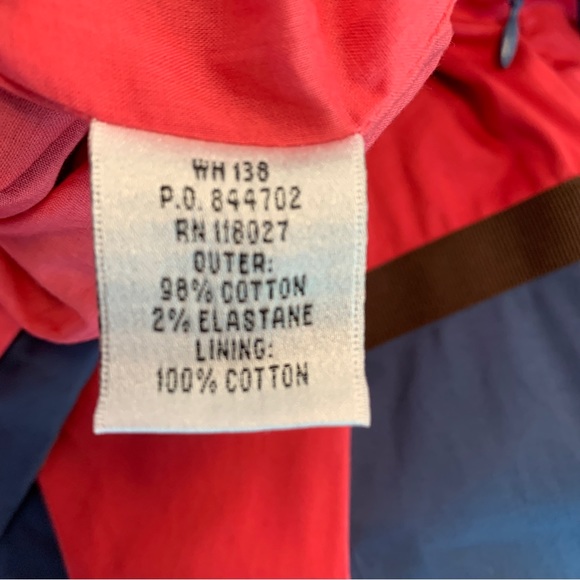 WH 138
P.O. 844702
RN 118027
OUTER:
98% COTTON
2% ELASTANE
LINING:
100% COTTON